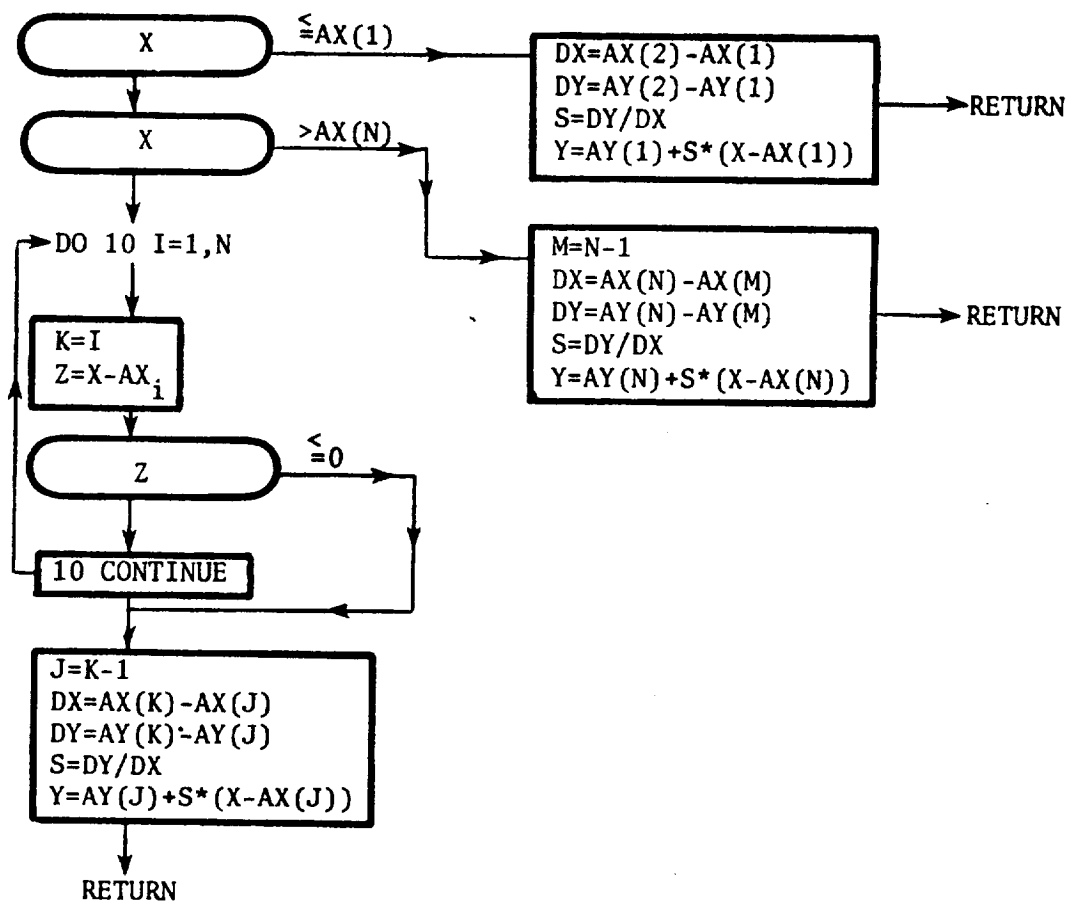 X
≤AX(1)
DX=AX(2)-AX(1)
DY=AY(2)-AY(1)
S=DY/DX
Y=AY(1)+S*(X-AX(1))
RETURN
X
>AX(N)
M=N-1
DX=AX(N)-AX(M)
DY=AY(N)-AY(M)
S=DY/DX
Y=AY(N)+S*(X-AX(N))
RETURN
DO 10 I=1,N
K=I
Z=X-AXi
Z
≤0
10 CONTINUE
J=K-1
DX=AX(K)-AX(J)
DY=AY(K)-AY(J)
S=DY/DX
Y=AY(J)+S*(X-AX(J))
RETURN